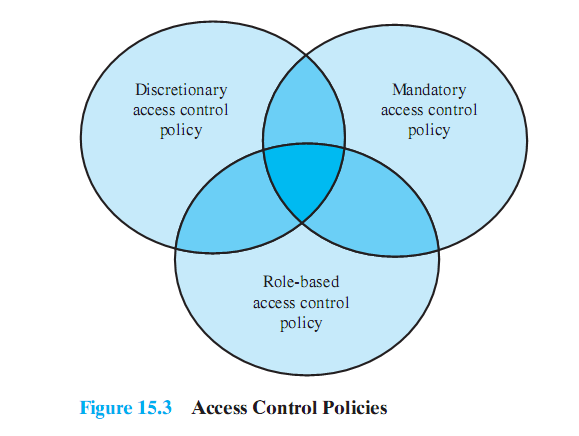 Discretionary
access control
policy
Mandatory
access control
policy
Role-based
access control
policy
Figure 15.3 Access Control Policies